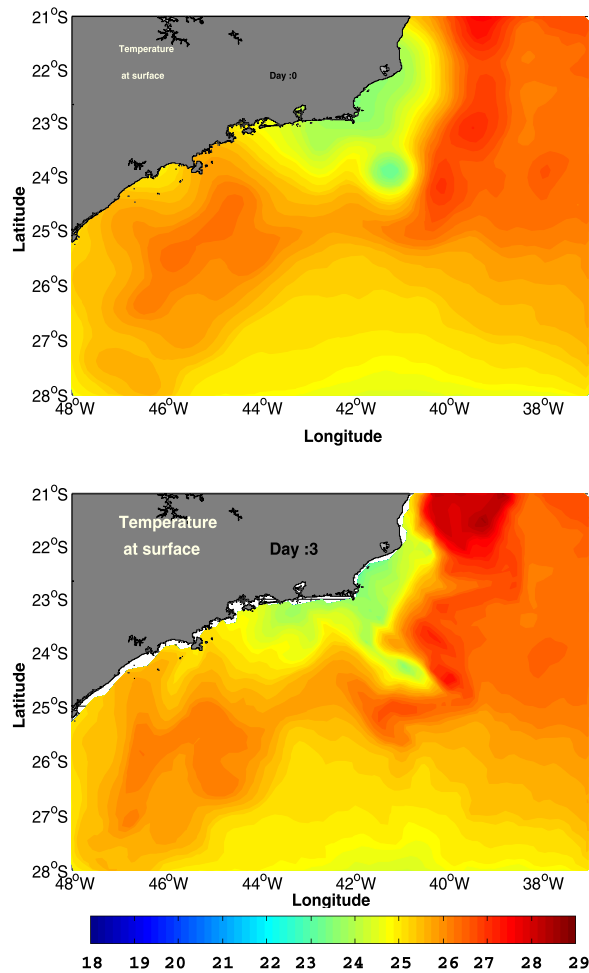 21°S
Temperature
at surface
Day :0
22°S
23°S
24°S
Latitude
25°S
26°S
27°S
28°S
48°W 46°W 44°W 42°W 40°W 38°W
Longitude
21°S
Temperature
at surface
Day :3
22°S
23°S
24°S
Latitude
25°S
26°S
27°S
28°S
48°W 46°W 44°W 42°W 40°W 38°W
Longitude
18 19 20 21 22 23 24 25 26 27 28 29